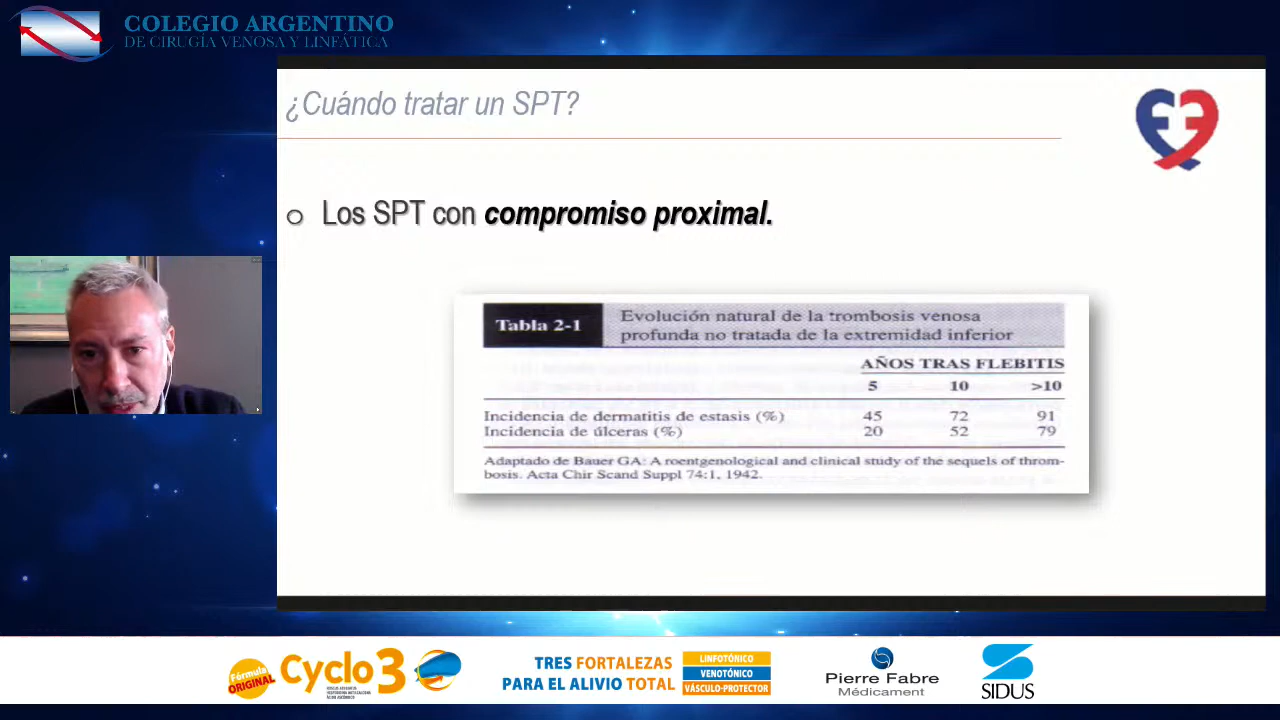 COLEGIO ARGENTINO
DE CIRUGÍA VENOSA Y LINFÁTICA
¿Cuándo tratar un SPT?
○ Los SPT con compromiso proximal.
Tabla 2-1
Evolución natural de la trombosis venosa
profunda no tratada de la extremidad inferior
AÑOS TRAS FLEBITIS
5 10 >10
Incidencia de dermatitis de estasis (%) 45 72 91
Incidencia de úlceras (%) 20 52 79
Adaptado de Bauer GA: A roentgenological and clinical study of the sequels of throm-
bosis. Acta Chir Scand Suppl 74:1, 1942.
Fórmula
ORIGINAL
Cyclo 3
TRES FORTALEZAS
PARA EL ALIVIO TOTAL
LINFOTÓNICO
VENOTÓNICO
VÁSCULO-PROTECTOR
Pierre Fabre
Médicament
SIDUS